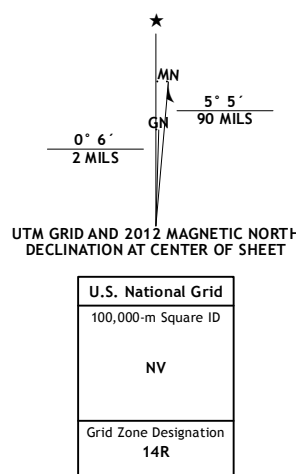 MN
GN
5° 5´
90 MILS
0° 6´
2 MILS
UTM GRID AND 2012 MAGNETIC NORTH
DECLINATION AT CENTER OF SHEET
U.S. National Grid
100,000-m Square ID
NV
Grid Zone Designation
14R